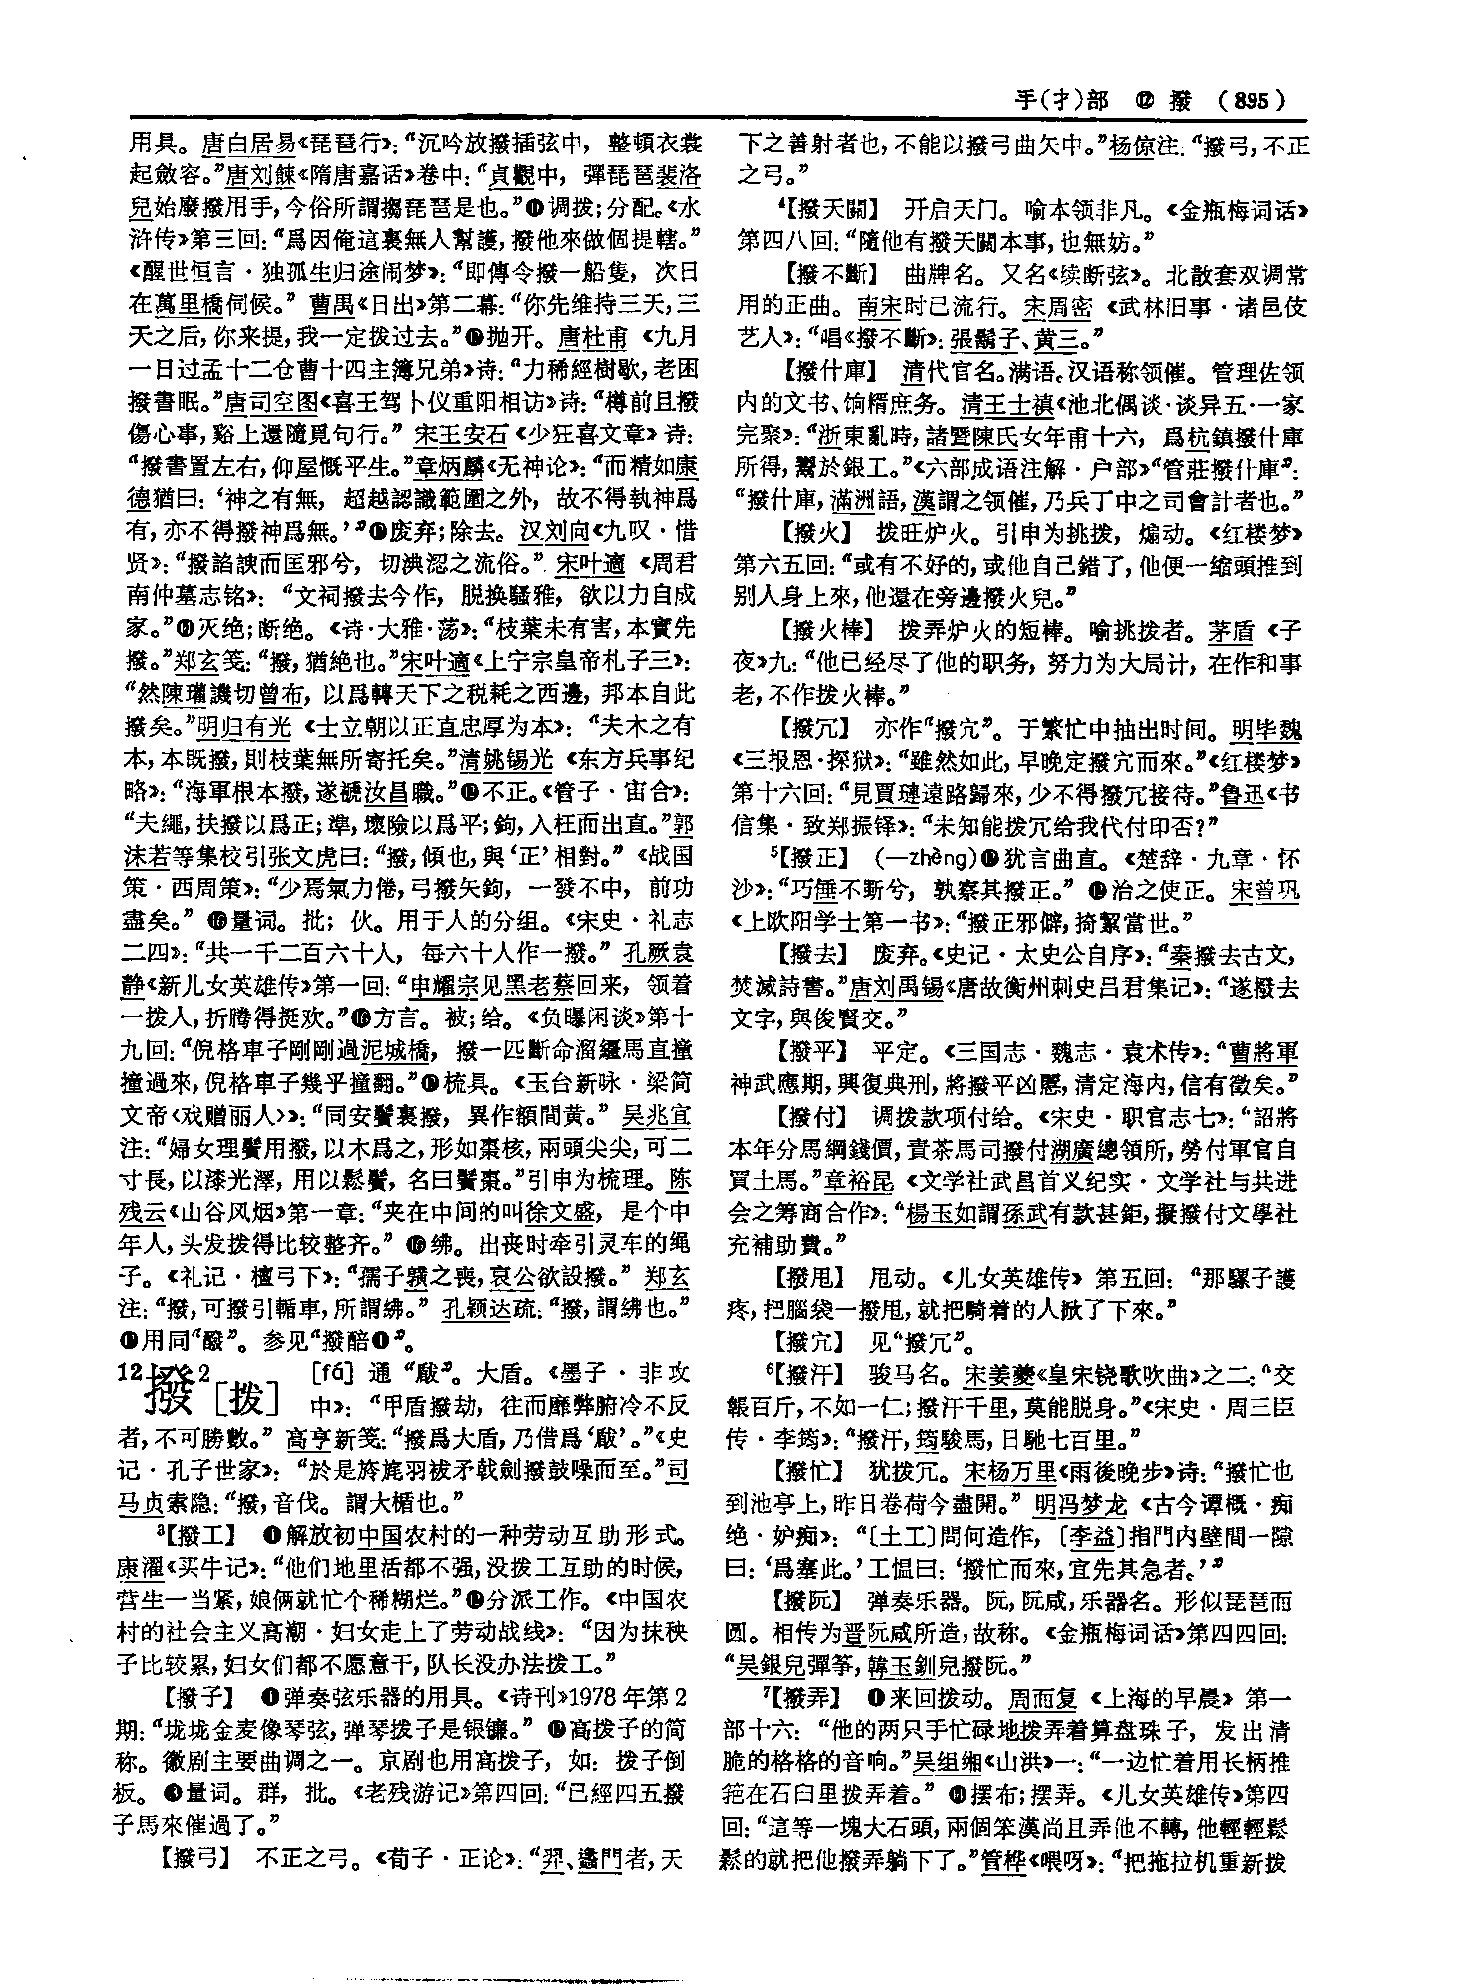 手(扌)部 ⑫ 撥 (895)
用具。唐白居易《琵琶行》：“沉吟放撥插弦中，整頓衣裳
起斂容。”唐刘餗《隋唐嘉话》卷中：“貞觀中，彈琵琶裴洛
兒始廢撥用手，今俗所謂搊琵琶是也。”⓫调拨；分配。《水
浒传》第三回：“爲因俺這裏無人幫護，撥他來做個提轄。”
《醒世恒言·独孤生归途闹梦》：“即傳令撥一船隻，次日
在萬里橋伺候。”曹禺《日出》第二幕：“你先维持三天，三
天之后，你来提，我一定拨过去。”⓬抛开。唐杜甫《九月
一日过孟十二仓曹十四主簿兄弟》诗：“力稀經樹歇，老困
撥書眠。”唐司空图《喜王驾卜仪重阳相访》诗：“樽前且撥
傷心事，谿上還隨覓句行。”宋王安石《少狂喜文章》诗：
“撥書置左右，仰屋慨平生。”章炳麟《无神论》：“而精如康
德猶曰：‘神之有無，超越認識範圍之外，故不得執神爲
有，亦不得撥神爲無。’”⓭废弃；除去。汉刘向《九叹·惜
贤》：“撥諂諛而匡邪兮，切淟涊之流俗。”宋叶適《周君
南仲墓志铭》：“文祠撥去今作，脱换騷雅，欲以力自成
家。”⓮灭绝；断绝。《诗·大雅·荡》：“枝葉未有害，本實先
撥。”郑玄笺：“撥，猶絶也。”宋叶適《上宁宗皇帝札子三》：
“然陳瓘譏切曾布，以爲轉天下之税耗之西邊，邦本自此
撥矣。”明归有光《士立朝以正直忠厚为本》：“夫木之有
本，本既撥，則枝葉無所寄托矣。”清姚锡光《东方兵事纪
略》：“海軍根本撥，遂褫汝昌職。”⓯不正。《管子·宙合》：
“夫繩，扶撥以爲正；準，壞險以爲平；鉤，入枉而出直。”郭
沫若等集校引张文虎曰：“撥，傾也，與‘正’相對。”《战国
策·西周策》：“少焉氣力倦，弓撥矢鉤，一發不中，前功
盡矣。”⓰量词。批；伙。用于人的分组。《宋史·礼志
二四》：“共一千二百六十人，每六十人作一撥。”孔厥袁
静《新儿女英雄传》第一回：“申耀宗见黑老蔡回来，领着
一拨人，折腾得挺欢。”⓰方言。被；给。《负曝闲谈》第十
九回：“倪格車子剛剛過泥城橋，撥一匹斷命溜繮馬直撞
撞過來，倪格車子幾乎撞翻。”⓱梳具。《玉台新咏·梁简
文帝〈戏赠丽人〉》：“同安鬟裏撥，異作額間黄。”吴兆宜
注：“婦女理鬟用撥，以木爲之，形如棗核，兩頭尖尖，可二
寸長，以漆光澤，用以鬆鬢，名曰鬢棗。”引申为梳理。陈
残云《山谷风烟》第一章：“夹在中间的叫徐文盛，是个中
年人，头发拨得比较整齐。”⓲绋。出丧时牵引灵车的绳
子。《礼记·檀弓下》：“孺子𪏆之喪，哀公欲設撥。”郑玄
注：“撥，可撥引輴車，所謂紼。”孔颖达疏：“撥，謂紼也。”
⓳用同“醱”。参见“撥醅❶”。
12撥2［拨］ [fá] 通“瞂”。大盾。《墨子·非攻
中》：“甲盾撥劫，往而靡弊腑冷不反
者，不可勝數。”高亨新笺：“撥爲大盾，乃借爲‘瞂’。”《史
记·孔子世家》：“於是旍旄羽袚矛戟劍撥鼓噪而至。”司
马贞索隐：“撥，音伐。謂大楯也。”
3【撥工】 ❶解放初中国农村的一种劳动互助形式。
康濯《买牛记》：“他们地里活都不强，没拨工互助的时候，
营生一当紧，娘俩就忙个稀糊烂。”❷分派工作。《中国农
村的社会主义高潮·妇女走上了劳动战线》：“因为抹秧
子比较累，妇女们都不愿意干，队长没办法拨工。”
【撥子】 ❶弹奏弦乐器的用具。《诗刊》1978年第2
期：“垅垅金麦像琴弦，弹琴拨子是银镰。”❷高拨子的简
称。徽剧主要曲调之一。京剧也用高拨子，如：拨子倒
板。❸量词。群，批。《老残游记》第四回：“已經四五撥
子馬來催過了。”
【撥弓】 不正之弓。《荀子·正论》：“羿、蠭門者，天
下之善射者也，不能以撥弓曲矢中。”杨倞注：“撥弓，不正
之弓。”
4【撥天關】 开启天门。喻本领非凡。《金瓶梅词话》
第四八回：“隨他有撥天關本事，也無妨。”
【撥不斷】 曲牌名。又名《续断弦》。北散套双调常
用的正曲。南宋时已流行。宋周密《武林旧事·诸邑伎
艺人》：“唱《撥不斷》：張鬍子、黄三。”
【撥什庫】 清代官名。满语。汉语称领催。管理佐领
内的文书、饷糈庶务。清王士禛《池北偶谈·谈异五·一家
完聚》：“浙東亂時，諸暨陳氏女年甫十六，爲杭鎮撥什庫
所得，鬻於銀工。”《六部成语注解·户部》“管莊撥什庫”：
“撥什庫，滿洲語，漢謂之领催，乃兵丁中之司會計者也。”
【撥火】 拨旺炉火。引申为挑拨，煽动。《红楼梦》
第六五回：“或有不好的，或他自己錯了，他便一缩頭推到
别人身上來，他還在旁邊撥火兒。”
【撥火棒】 拨弄炉火的短棒。喻挑拨者。茅盾《子
夜》九：“他已经尽了他的职务，努力为大局计，在作和事
老，不作拨火棒。”
【撥冗】 亦作“撥宂”。于繁忙中抽出时间。明毕魏
《三报恩·探狱》：“雖然如此，早晚定撥宂而來。”《红楼梦》
第十六回：“見賈璉遠路歸來，少不得撥冗接待。”鲁迅《书
信集·致郑振铎》：“未知能拨冗给我代付印否？”
5【撥正】 (—zhèng)❶犹言曲直。《楚辞·九章·怀
沙》：“巧倕不斲兮，孰察其撥正。”❷治之使正。宋曾巩
《上欧阳学士第一书》：“撥正邪僻，掎挈當世。”
【撥去】 废弃。《史记·太史公自序》：“秦撥去古文，
焚滅詩書。”唐刘禹锡《唐故衡州刺史吕君集记》：“遂撥去
文字，與俊賢交。”
【撥平】 平定。《三国志·魏志·袁术传》：“曹將軍
神武應期，興復典刑，將撥平凶慝，清定海内，信有徵矣。”
【撥付】 调拨款项付给。《宋史·职官志七》：“詔將
本年分馬綱錢價，責茶馬司撥付湖廣總領所，勞付軍官自
買土馬。”章裕昆《文学社武昌首义纪实·文学社与共进
会之筹商合作》：“楊玉如謂孫武有款甚鉅，擬撥付文學社
充補助費。”
【撥甩】 甩动。《儿女英雄传》第五回：“那騾子護
疼，把腦袋一撥甩，就把騎着的人掀了下來。”
【撥宂】 见“撥冗”。
6【撥汗】 骏马名。宋姜夔《皇宋铙歌吹曲》之二：“交
䩨百斤，不如一仁；撥汗千里，莫能脱身。”《宋史·周三臣
传·李筠》：“撥汗，筠駿馬，日馳七百里。”
【撥忙】 犹拨冗。宋杨万里《雨後晚步》诗：“撥忙也
到池亭上，昨日卷荷今盡開。”明冯梦龙《古今谭概·痴
绝·妒痴》：“〔土工〕問何造作，〔李益〕指門内壁間一隙
曰：‘爲塞此。’工愠曰：‘撥忙而來，宜先其急者。’”
【撥阮】 弹奏乐器。阮，阮咸，乐器名。形似琵琶而
圆。相传为晋阮咸所造，故称。《金瓶梅词话》第四四回：
“吴銀兒彈筝，韓玉釧兒撥阮。”
7【撥弄】 ❶来回拨动。周而复《上海的早晨》第一
部十六：“他的两只手忙碌地拨弄着算盘珠子，发出清
脆的格格的音响。”吴组缃《山洪》一：“一边忙着用长柄推
筢在石臼里拨弄着。”❷摆布；摆弄。《儿女英雄传》第四
回：“這等一塊大石頭，兩個笨漢尚且弄他不轉，他輕輕鬆
鬆的就把他撥弄躺下了。”管桦《喂呀》：“把拖拉机重新拨